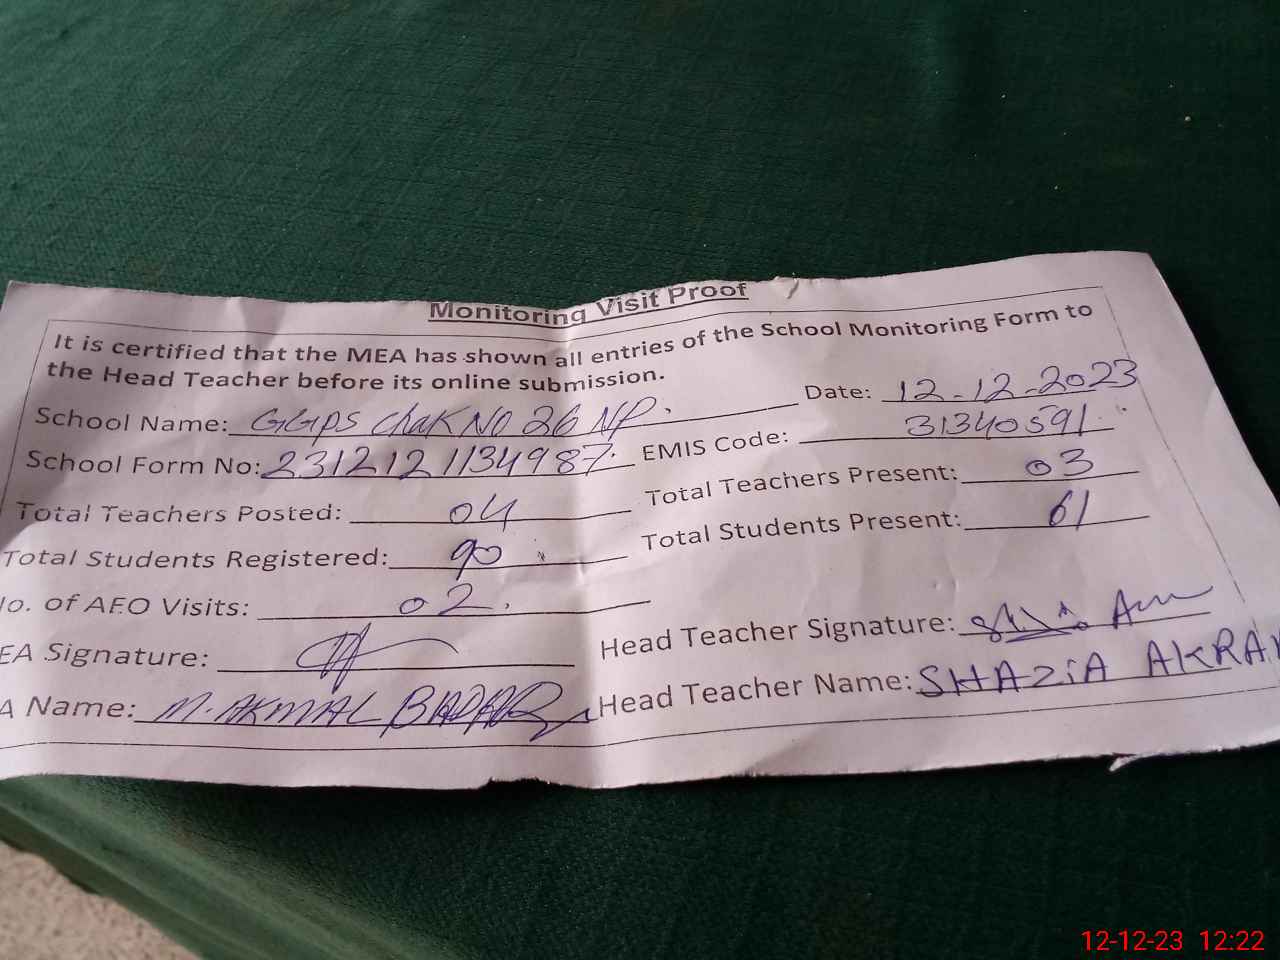 Monitoring Visit Proof
It is certified that the MEA has shown all entries of the School Monitoring Form to
the Head Teacher before its online submission.
Date: 12-12-2023
School Name: GGPS Chak No 26 NP.
EMIS Code: 31340591
School Form No: 2312121134987
Total Teachers Present: 03
Total Teachers Posted: 04
Total Students Present: 61
Total Students Registered: 90
No. of AEO Visits: 02.
EA Signature:
Head Teacher Signature:
A Name: M. AKMAL
Head Teacher Name: SHAZiA AKRAM
12-12-23 12:22